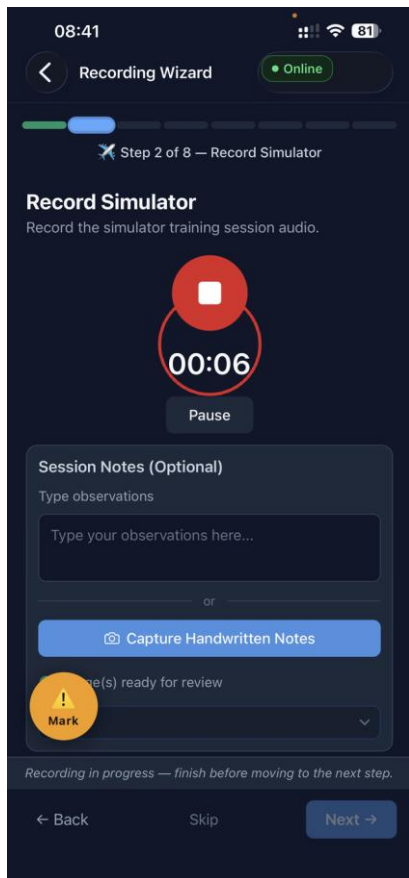 08:41
81
Recording Wizard
Online
Step 2 of 8 — Record Simulator
Record Simulator
Record the simulator training session audio.
00:06
Pause
Session Notes (Optional)
Type observations
Type your observations here...
or
Capture Handwritten Notes
ready for review
Mark
Recording in progress — finish before moving to the next step.
← Back
Skip
Next →